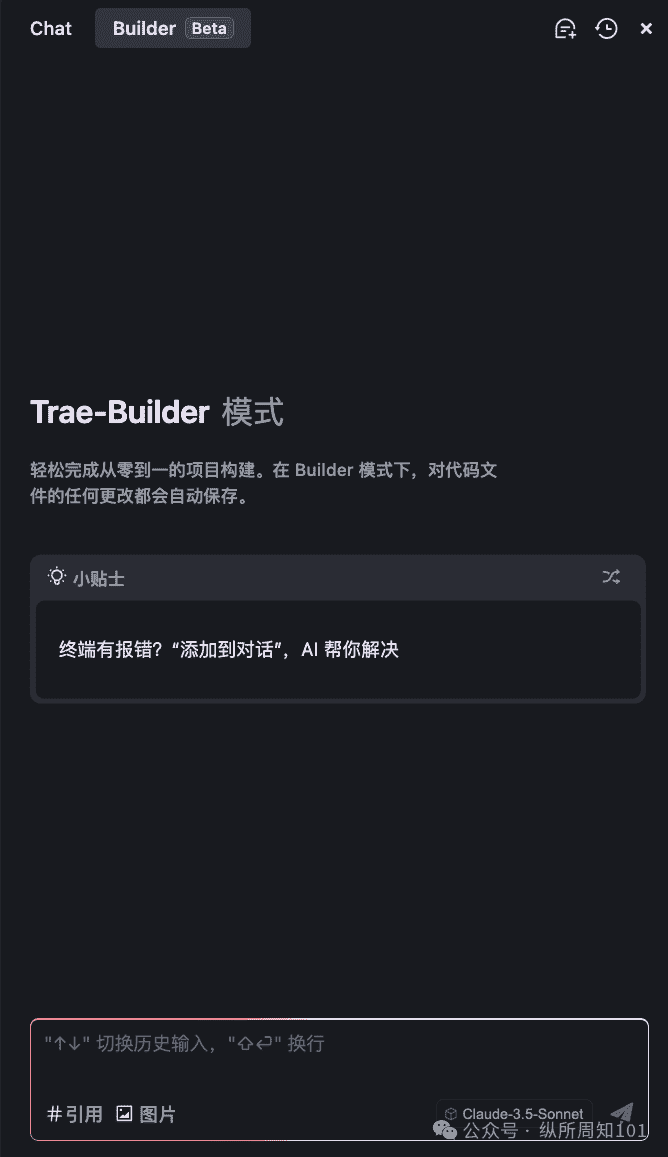 Chat
Builder Beta
Trae-Builder 模式
轻松完成从零到一的项目构建。在 Builder 模式下，对代码文
件的任何更改都会自动保存。
小贴士
终端有报错？“添加到对话”，AI 帮你解决
"↑↓" 切换历史输入，"⇧⏎" 换行
#引用 图片
Claude-3.5-Sonnet
公众号 · 纵所周知101